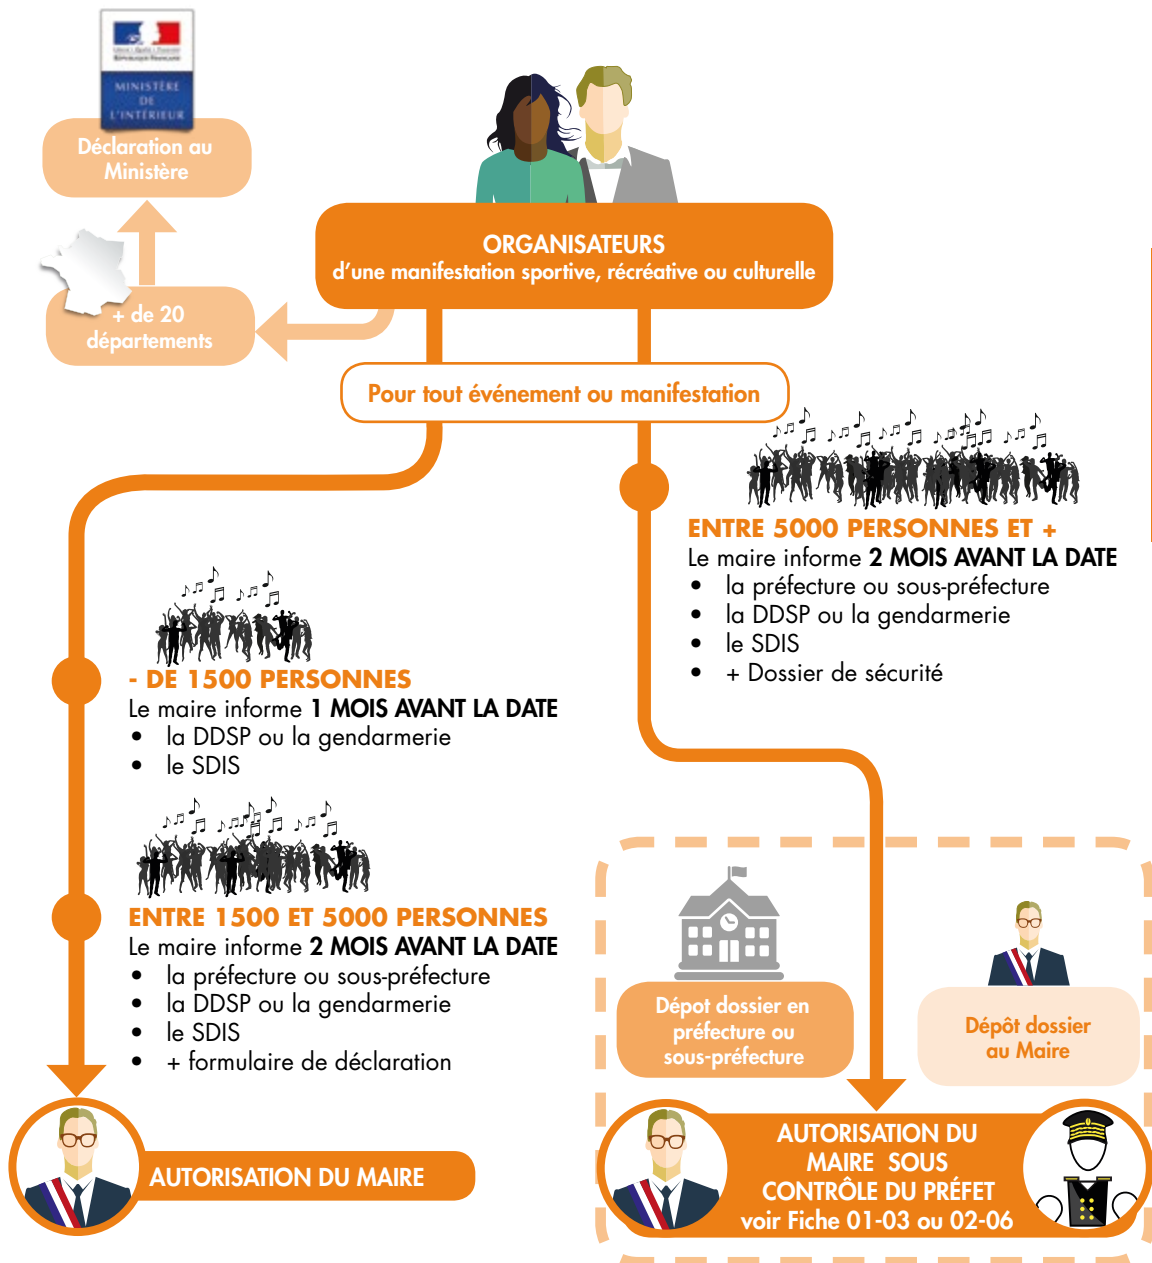 MINISTÈRE
DE
L'INTÉRIEUR
Déclaration au
Ministère
ORGANISATEURS
d'une manifestation sportive, récréative ou culturelle
+ de 20
départements
Pour tout événement ou manifestation
ENTRE 5000 PERSONNES ET +
Le maire informe 2 MOIS AVANT LA DATE
• la préfecture ou sous-préfecture
• la DDSP ou la gendarmerie
• le SDIS
• + Dossier de sécurité
- DE 1500 PERSONNES
Le maire informe 1 MOIS AVANT LA DATE
• la DDSP ou la gendarmerie
• le SDIS
ENTRE 1500 ET 5000 PERSONNES
Le maire informe 2 MOIS AVANT LA DATE
• la préfecture ou sous-préfecture
• la DDSP ou la gendarmerie
• le SDIS
• + formulaire de déclaration
Dépot dossier en
préfecture ou
sous-préfecture
Dépôt dossier
au Maire
AUTORISATION DU MAIRE
AUTORISATION DU
MAIRE SOUS
CONTRÔLE DU PRÉFET
voir Fiche 01-03 ou 02-06